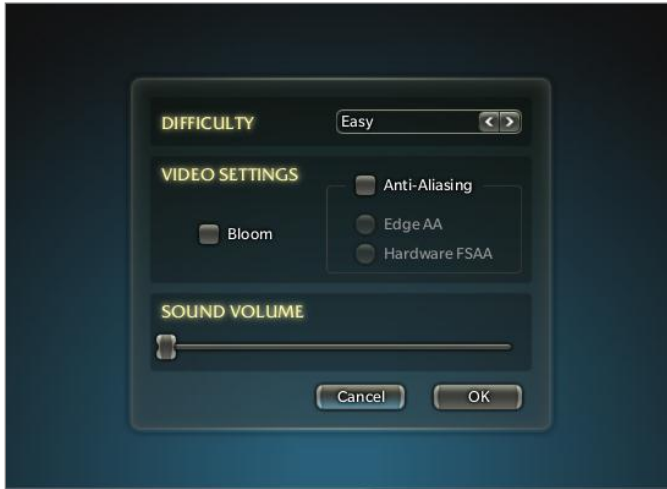 DIFFICULTY
Easy
VIDEO SETTINGS
Anti-Aliasing
Bloom
Edge AA
Hardware FSAA
SOUND VOLUME
Cancel
OK